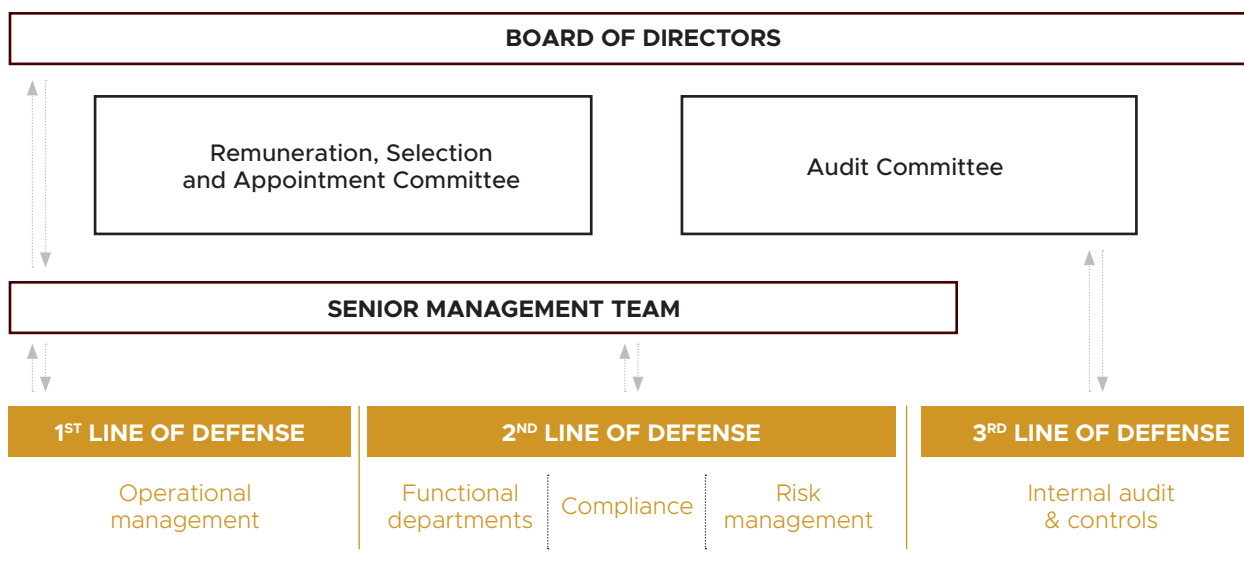 BOARD OF DIRECTORS
Remuneration, Selection
and Appointment Committee
Audit Committee
SENIOR MANAGEMENT TEAM
1ST LINE OF DEFENSE
2ND LINE OF DEFENSE
3RD LINE OF DEFENSE
Operational
management
Functional
departments
Compliance
Risk
management
Internal audit
& controls